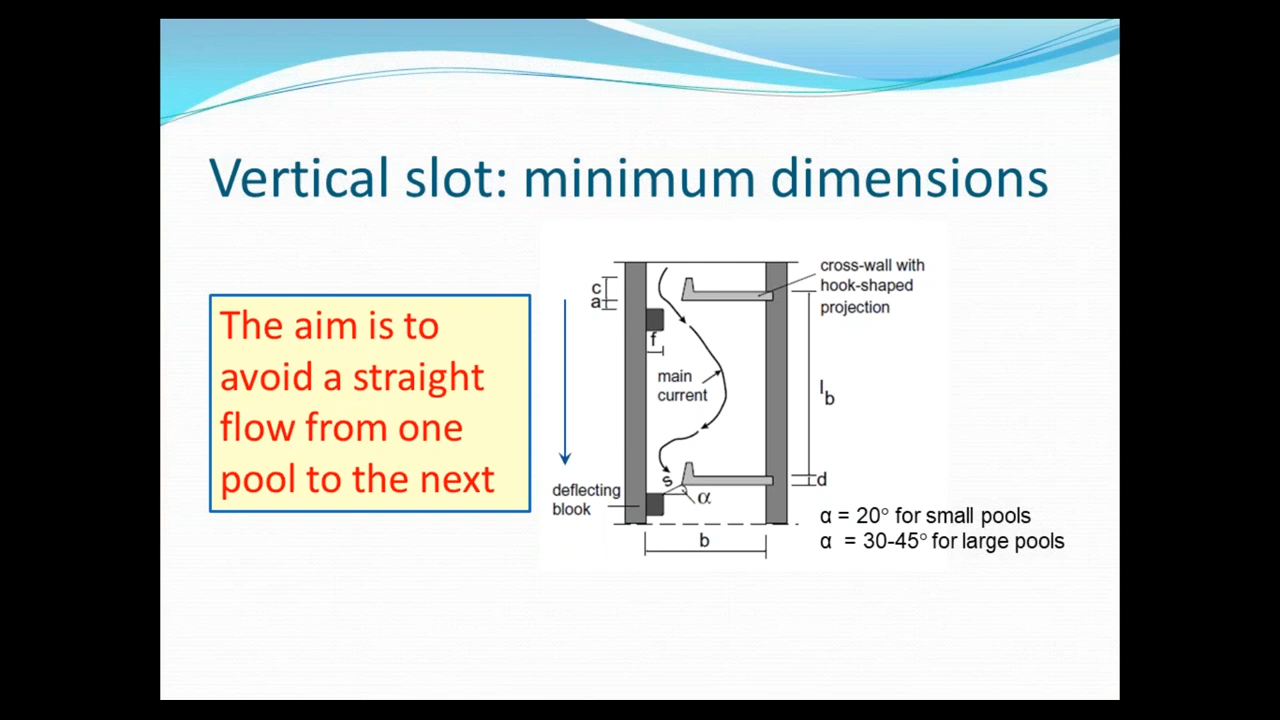 Vertical slot: minimum dimensions
The aim is to
avoid a straight
flow from one
pool to the next
c
a
f
main
current
s
α
deflecting
blook
b
cross-wall with
hook-shaped
projection
l
b
d
α = 20° for small pools
α = 30-45° for large pools